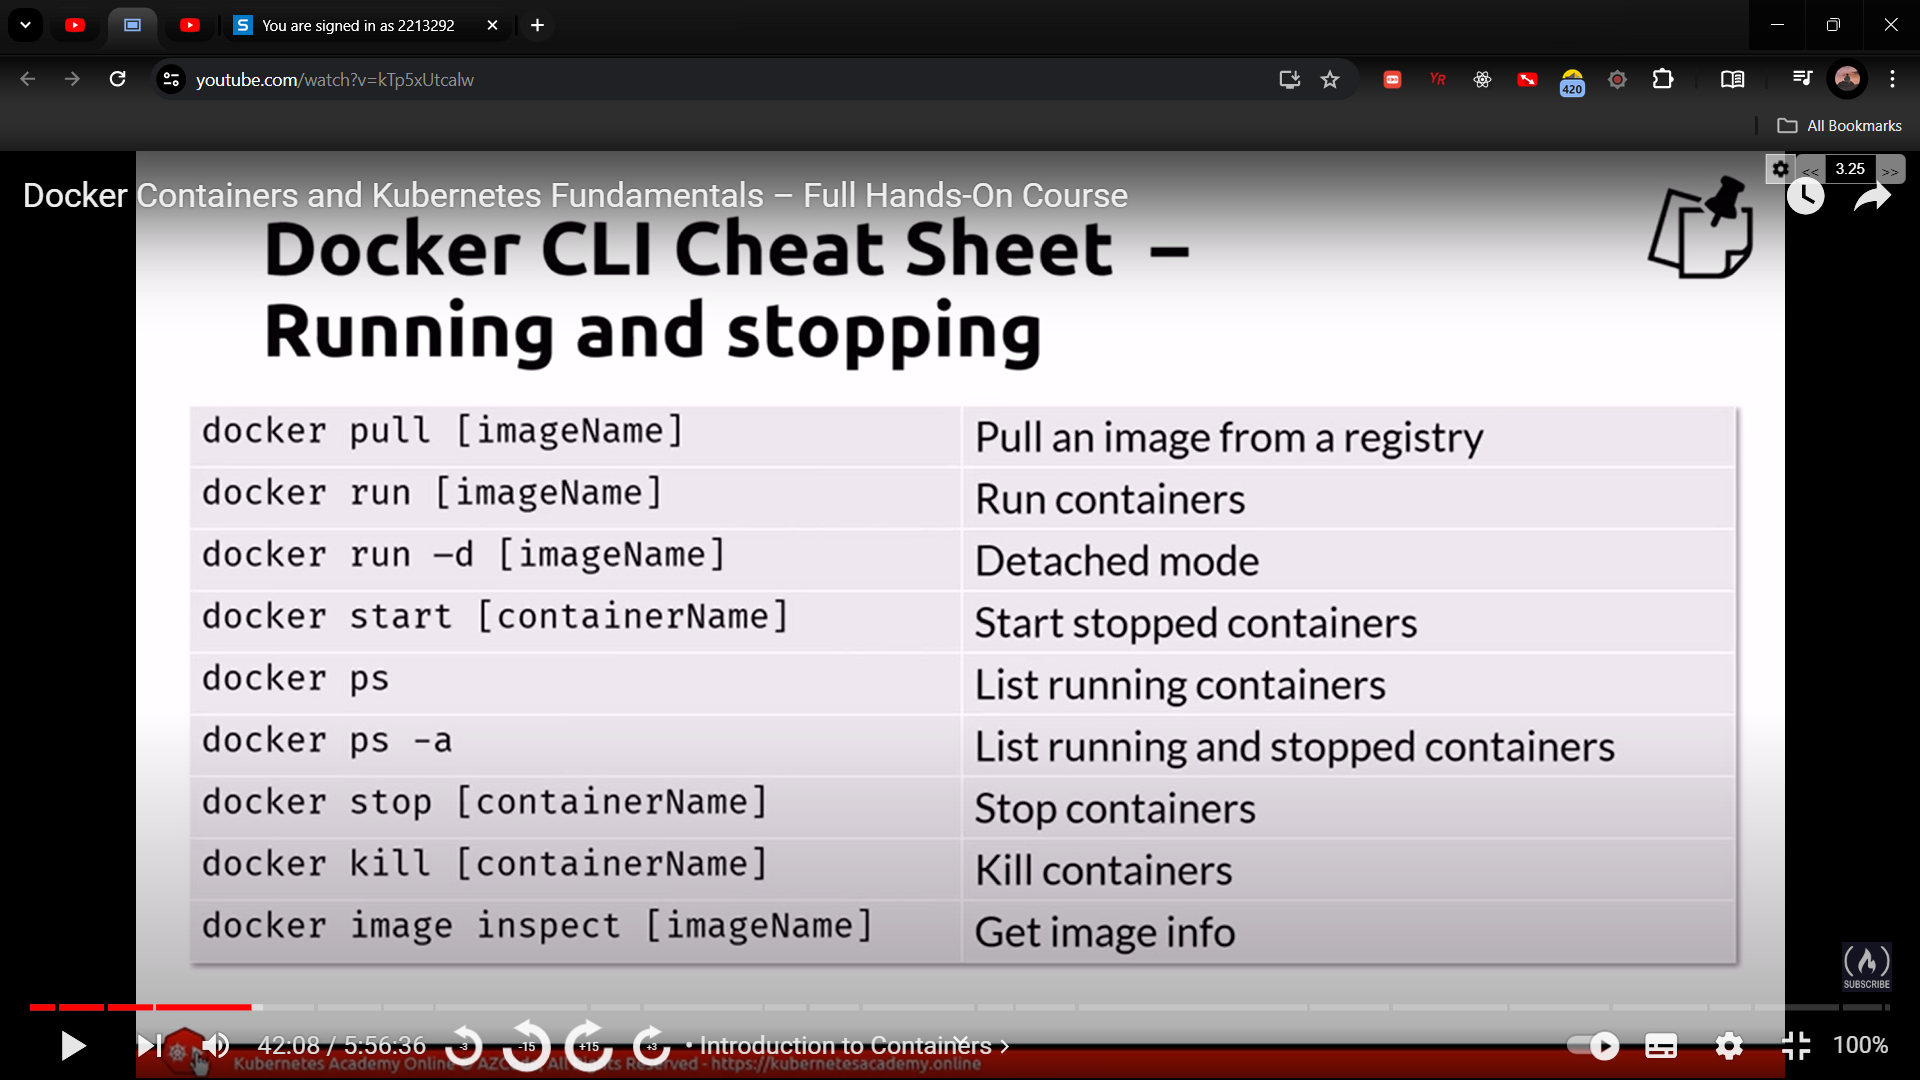 You are signed in as 2213292
youtube.com/watch?v=kTp5xUtcalw
YR
420
All Bookmarks
<< 3.25 >>
Docker Containers and Kubernetes Fundamentals – Full Hands-On Course
Docker CLI Cheat Sheet –
Running and stopping
docker pull [imageName] Pull an image from a registry
docker run [imageName] Run containers
docker run –d [imageName] Detached mode
docker start [containerName] Start stopped containers
docker ps List running containers
docker ps -a List running and stopped containers
docker stop [containerName] Stop containers
docker kill [containerName] Kill containers
docker image inspect [imageName] Get image info
SUBSCRIBE
42:08 / 5:56:36 -3 -15 +15 +3 • Introduction to Containers > 100%
Kubernetes Academy Online © AZC All Rights Reserved - https://kubernetesacademy.online